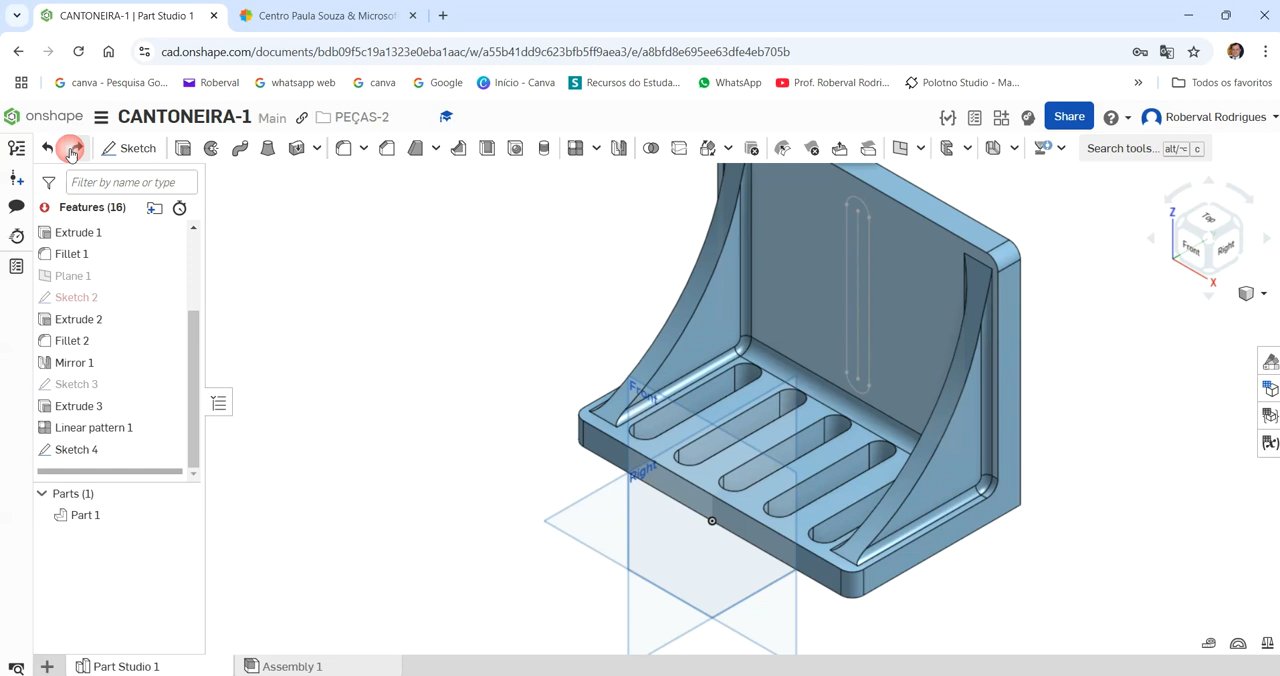 CANTONEIRA-1 | Part Studio 1
Centro Paula Souza & Microsof
cad.onshape.com/documents/bdb09f5c19a1323e0eba1aac/w/a55b41dd9c623bfb5ff9aea3/e/a8bfd8e695ee63dfe4eb705b
canva - Pesquisa Go...
Roberval
whatsapp web
canva
Google
Início - Canva
Recursos do Estuda...
WhatsApp
Prof. Roberval Rodri...
Polotno Studio - Ma...
»
Todos os favoritos
onshape
CANTONEIRA-1
Main
PEÇAS-2
Share
Roberval Rodrigues
Sketch
Search tools... alt/⌥ c
Filter by name or type
Features (16)
Extrude 1
Fillet 1
Plane 1
Sketch 2
Extrude 2
Fillet 2
Mirror 1
Sketch 3
Extrude 3
Linear pattern 1
Sketch 4
Parts (1)
Part 1
Front
Right
Z
Top
Front
Right
X
Part Studio 1
Assembly 1